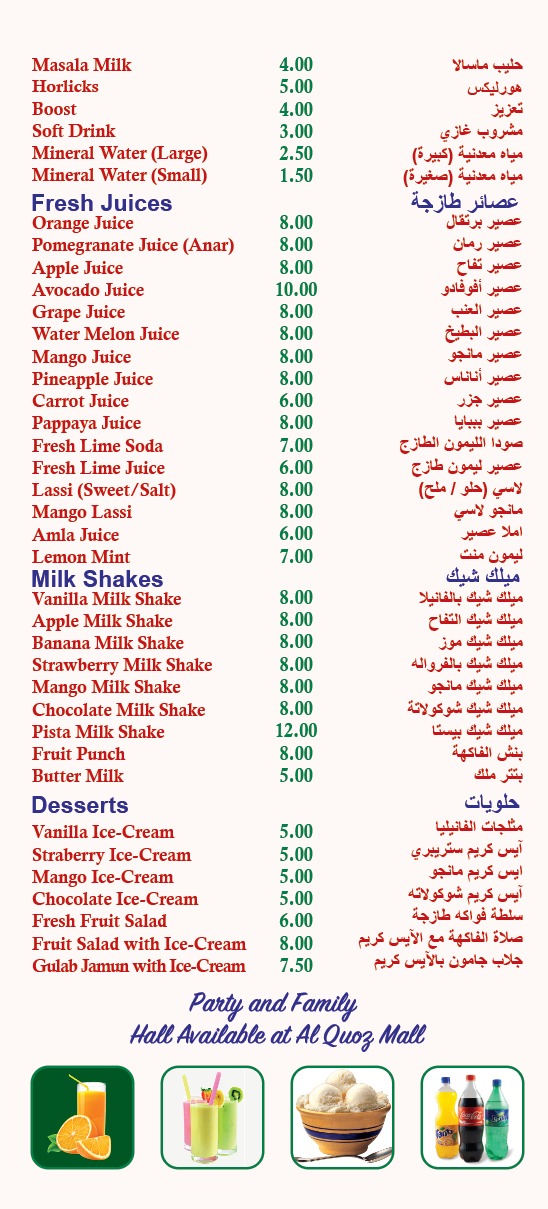 Masala Milk 4.00 حليب ماسالا
Horlicks 5.00 هورليكس
Boost 4.00 تعزيز
Soft Drink 3.00 مشروب غازي
Mineral Water (Large) 2.50 مياه معدنية (كبيرة)
Mineral Water (Small) 1.50 مياه معدنية (صغيرة)
Fresh Juices عصائر طازجة
Orange Juice 8.00 عصير برتقال
Pomegranate Juice (Anar) 8.00 عصير رمان
Apple Juice 8.00 عصير تفاح
Avocado Juice 10.00 عصير أفوفادو
Grape Juice 8.00 عصير العنب
Water Melon Juice 8.00 عصير البطيخ
Mango Juice 8.00 عصير مانجو
Pineapple Juice 8.00 عصير أناناس
Carrot Juice 6.00 عصير جزر
Pappaya Juice 8.00 عصير بببايا
Fresh Lime Soda 7.00 صودا الليمون الطازج
Fresh Lime Juice 6.00 عصير ليمون طازج
Lassi (Sweet/Salt) 8.00 لاسي (حلو / ملح)
Mango Lassi 8.00 مانجو لاسي
Amla Juice 6.00 املا عصير
Lemon Mint 7.00 ليمون منت
Milk Shakes ميلك شيك
Vanilla Milk Shake 8.00 ميلك شيك بالفانيلا
Apple Milk Shake 8.00 ميلك شيك التفاح
Banana Milk Shake 8.00 ميلك شيك موز
Strawberry Milk Shake 8.00 ميلك شيك بالفرواله
Mango Milk Shake 8.00 ميلك شيك مانجو
Chocolate Milk Shake 8.00 ميلك شيك شوكولاتة
Pista Milk Shake 12.00 ميلك شيك بيستا
Fruit Punch 8.00 بنش الفاكهة
Butter Milk 5.00 بتتر ملك
Desserts حلويات
Vanilla Ice-Cream 5.00 مثلجات الفانيليا
Straberry Ice-Cream 5.00 آيس كريم ستريبري
Mango Ice-Cream 5.00 ايس كريم مانجو
Chocolate Ice-Cream 5.00 آيس كريم شوكولاته
Fresh Fruit Salad 6.00 سلطة فواكه طازجة
Fruit Salad with Ice-Cream 8.00 صلاة الفاكهة مع الآيس كريم
Gulab Jamun with Ice-Cream 7.50 جلاب جامون بالآيس كريم
Party and Family
Hall Available at Al Quoz Mall
Fanta Coca-Cola Sprite